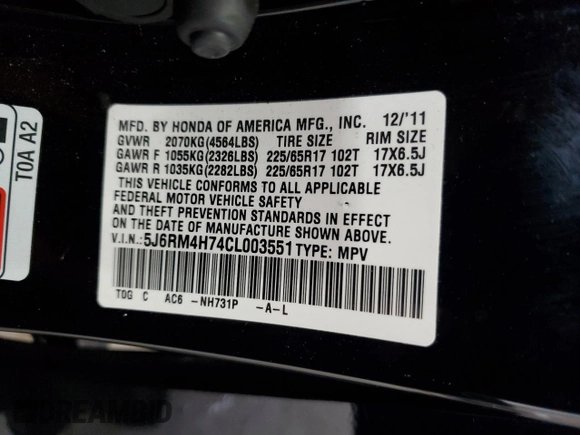 MFD. BY HONDA OF AMERICA MFG., INC. 12/'11
GVWR 2070KG(4564LBS) TIRE SIZE RIM SIZE
GAWR F 1055KG(2326LBS) 225/65R17 102T 17X6.5J
GAWR R 1035KG(2282LBS) 225/65R17 102T 17X6.5J
THIS VEHICLE CONFORMS TO ALL APPLICABLE
FEDERAL MOTOR VEHICLE SAFETY
AND THEFT PREVENTION STANDARDS IN EFFECT
ON THE DATE OF MANUFACTURE SHOWN ABOVE.
V.I.N.: 5J6RM4H74CL003551 TYPE: MPV
TOG C AC6 -NH731P -A-L
T0A A2
DREAMBID